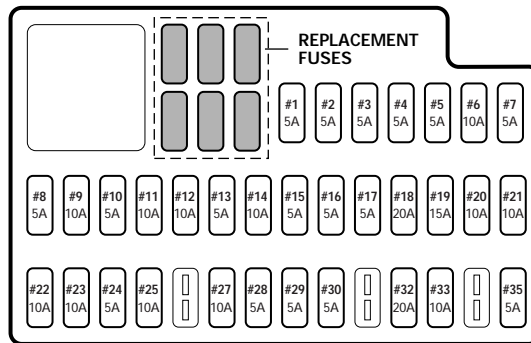 REPLACEMENT
FUSES
#1 #2 #3 #4 #5 #6 #7
5A 5A 5A 5A 5A 10A 5A
#8 #9 #10 #11 #12 #13 #14 #15 #16 #17 #18 #19 #20 #21
5A 10A 5A 10A 10A 5A 10A 5A 5A 5A 20A 15A 10A 10A
#22 #23 #24 #25 #27 #28 #29 #30 #32 #33 #35
10A 10A 5A 10A 10A 5A 5A 5A 20A 10A 5A